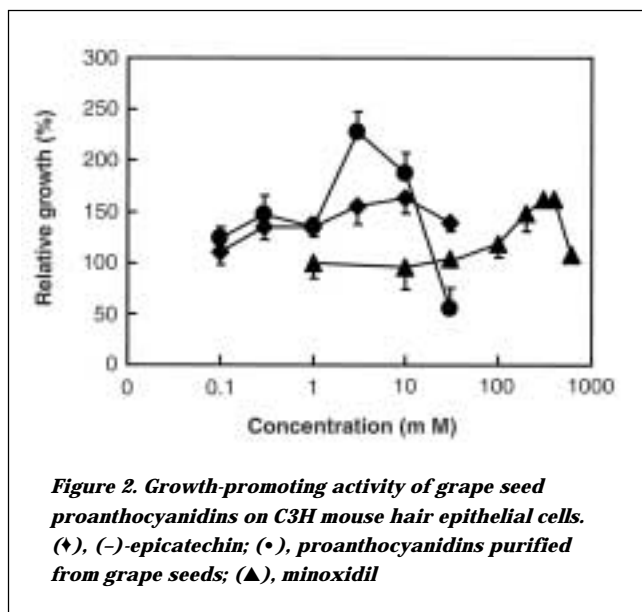 300
250
200
150
100
50
0
Relative growth (%)
0 0.1 1 10 100 1000
Concentration (m M)
Figure 2. Growth-promoting activity of grape seed
proanthocyanidins on C3H mouse hair epithelial cells.
(♦), (–)-epicatechin; (•), proanthocyanidins purified
from grape seeds; (▲), minoxidil